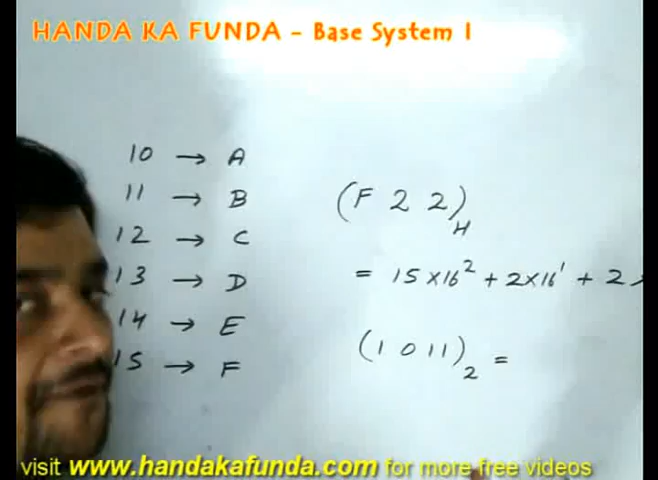 HANDA KA FUNDA - Base System I
10 → A
11 → B
12 → C
13 → D
14 → E
15 → F
(F 2 2)H
= 15×16² + 2×16¹ + 2×
(1 0 1 1)₂ =
visit www.handakafunda.com for more free videos